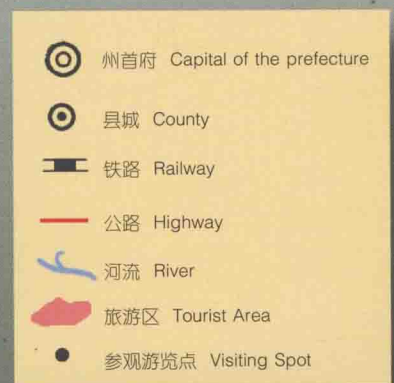 州首府 Capital of the prefecture
县城 County
铁路 Railway
公路 Highway
河流 River
旅游区 Tourist Area
参观游览点 Visiting Spot